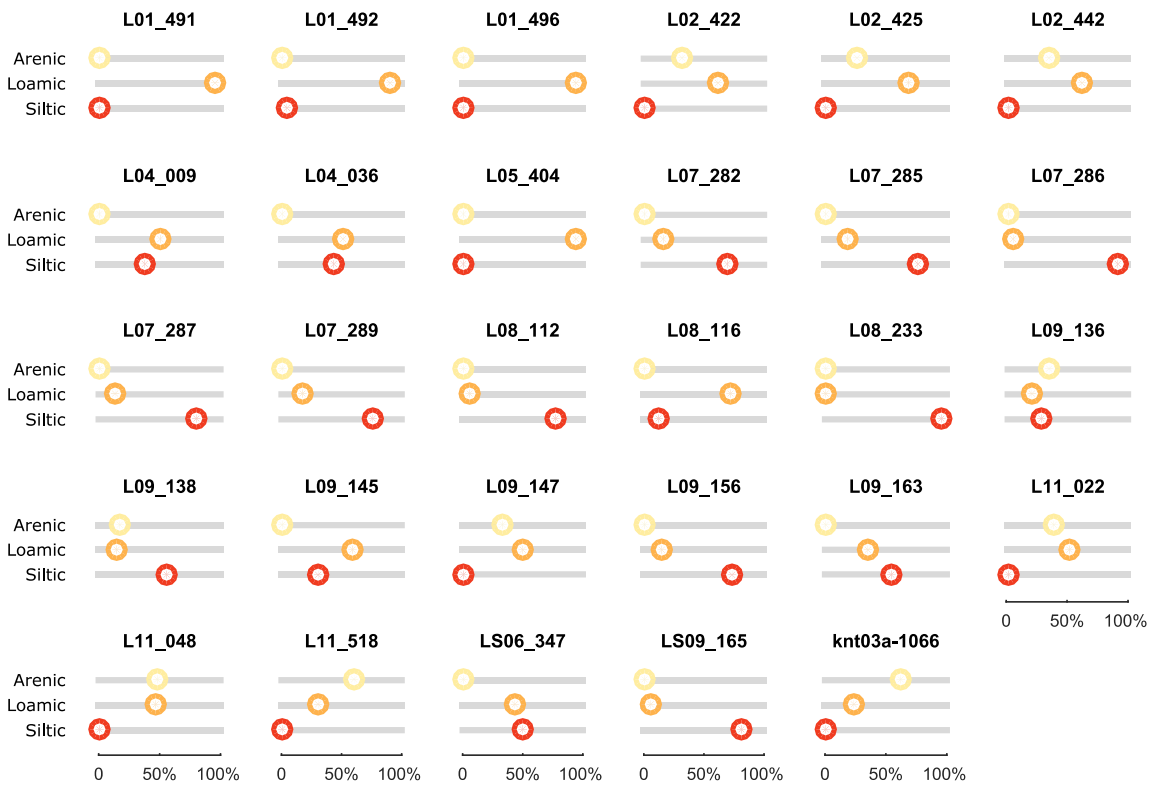 L01_491 L01_492 L01_496 L02_422 L02_425 L02_442
Arenic
Loamic
Siltic
L04_009 L04_036 L05_404 L07_282 L07_285 L07_286
Arenic
Loamic
Siltic
L07_287 L07_289 L08_112 L08_116 L08_233 L09_136
Arenic
Loamic
Siltic
L09_138 L09_145 L09_147 L09_156 L09_163 L11_022
Arenic
Loamic
Siltic
0 50% 100%
L11_048 L11_518 LS06_347 LS09_165 knt03a-1066
Arenic
Loamic
Siltic
0 50% 100% 0 50% 100% 0 50% 100% 0 50% 100% 0 50% 100%